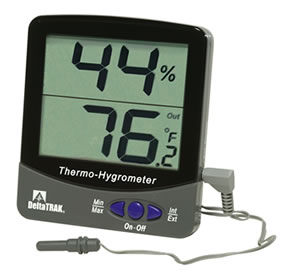 44%
Out
76.2 °F
Thermo-Hygrometer
DeltaTRAK
Min
Max
Int
Ext
On-Off